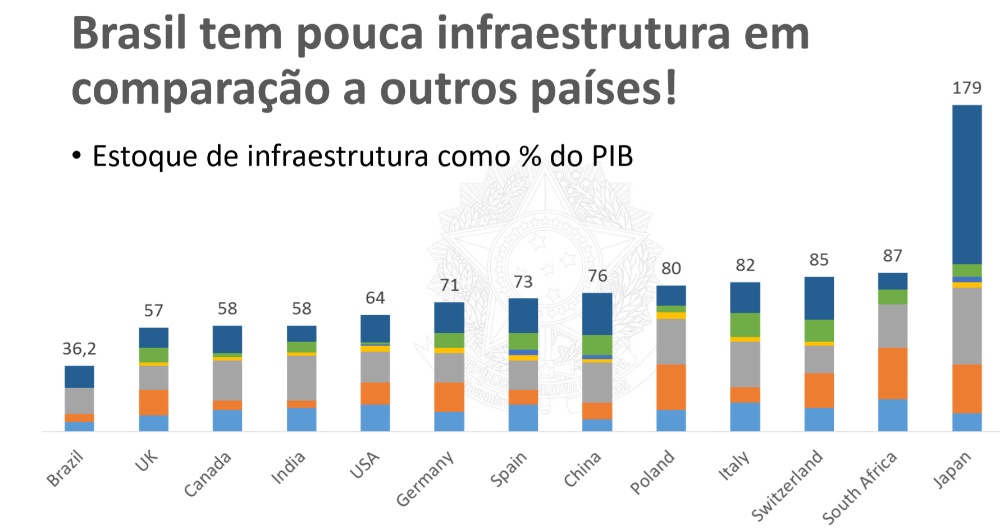 Brasil tem pouca infraestrutura em
comparação a outros países!
• Estoque de infraestrutura como % do PIB
36,2
57
58
58
64
71
73
76
80
82
85
87
179
Brazil
UK
Canada
India
USA
Germany
Spain
China
Poland
Italy
Switzerland
South Africa
Japan